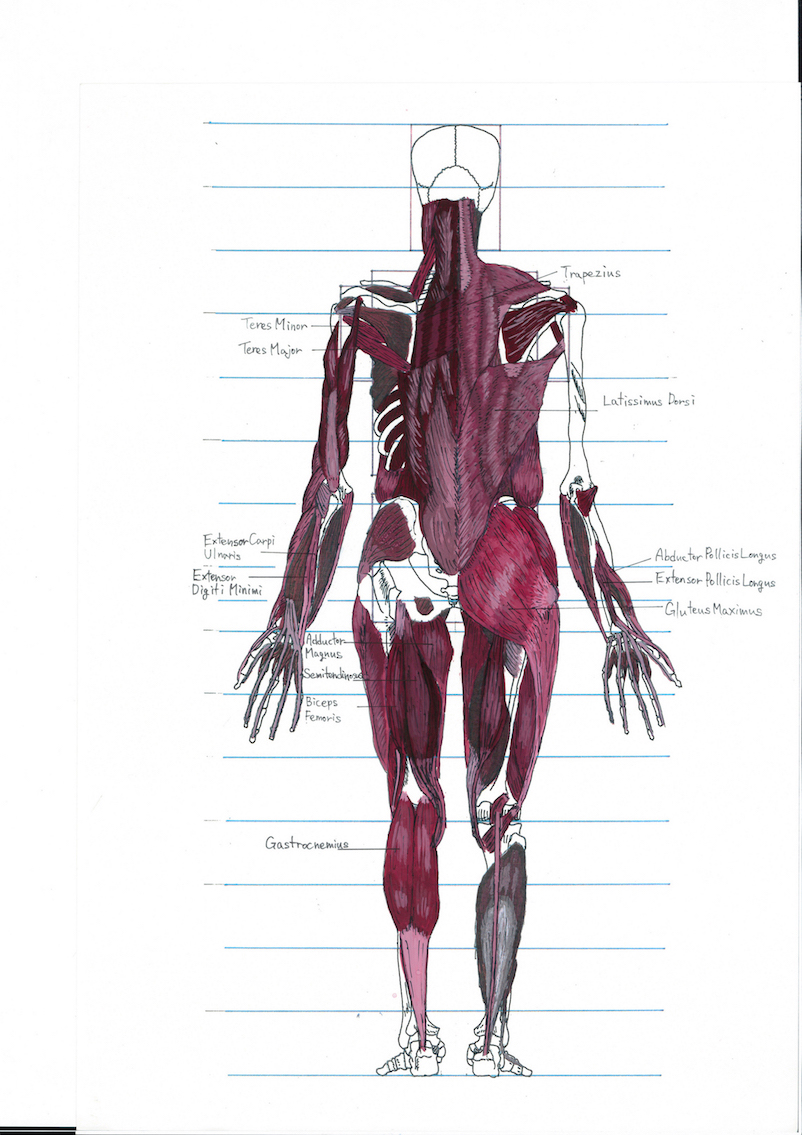 Trapezius
Teres Minor
Teres Major
Latissimus Dorsi
Extensor Carpi
Ulnaris
Extensor
Digiti Minimi
Abductor Pollicis Longus
Extensor Pollicis Longus
Gluteus Maximus
Adductor
Magnus
Semitendinosus
Biceps
Femoris
Gastrocnemius